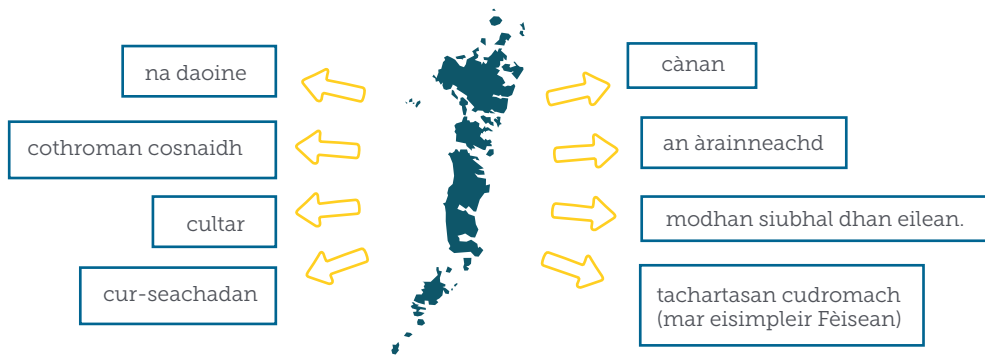 na daoine
cothroman cosnaidh
cultar
cur-seachadan
cànan
an àrainneachd
modhan siubhal dhan eilean.
tachartasan cudromach
(mar eisimpleir Fèisean)